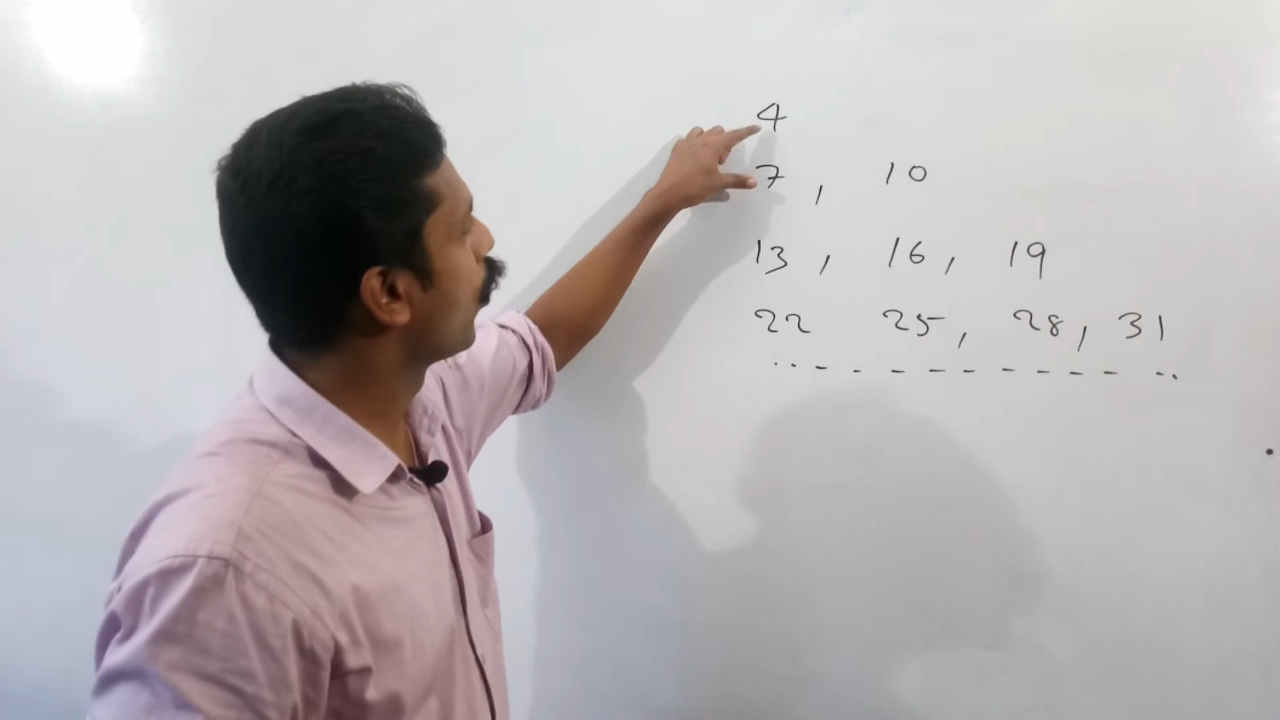 4
7, 10
13, 16, 19
22 25, 28, 31
..----------..